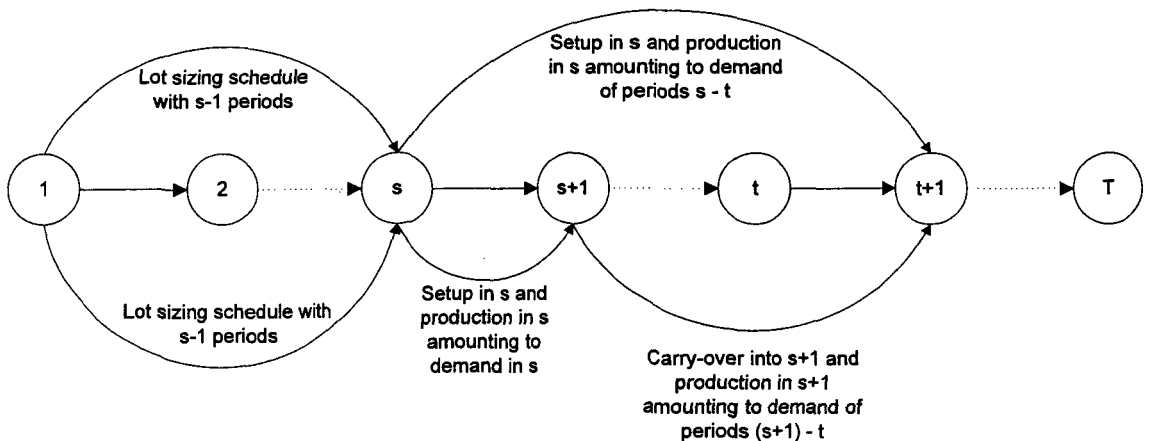 Lot sizing schedule
with s-1 periods
Setup in s and production
in s amounting to demand
of periods s - t
1
2
s
s+1
t
t+1
T
Lot sizing schedule with
s-1 periods
Setup in s and
production in s
amounting to
demand in s
Carry-over into s+1 and
production in s+1
amounting to demand of
periods (s+1) - t